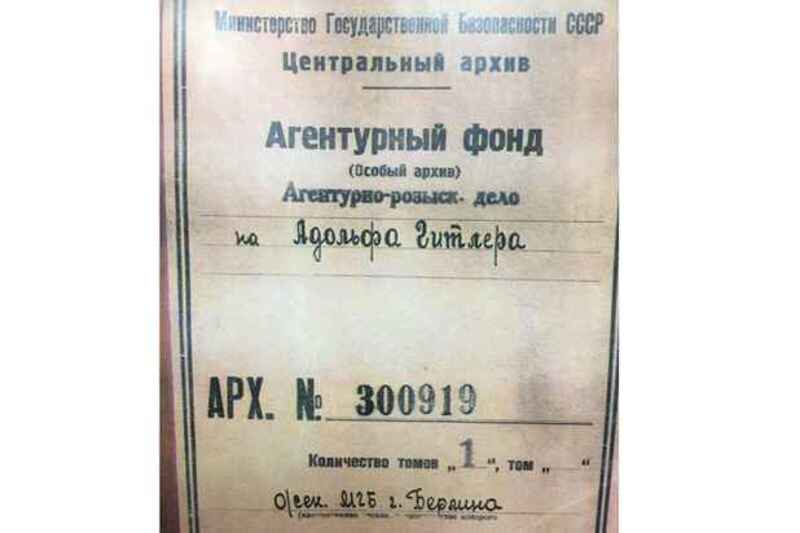 Министерство Государственной Безопасности СССР
Центральный архив
Агентурный фонд
(Особый архив)
Агентурно-розыск. дело
на Адольфа Гитлера
АРХ. № 300919
Количество томов „1“, том „ “
О/сек. МГБ г. Берлина
которого